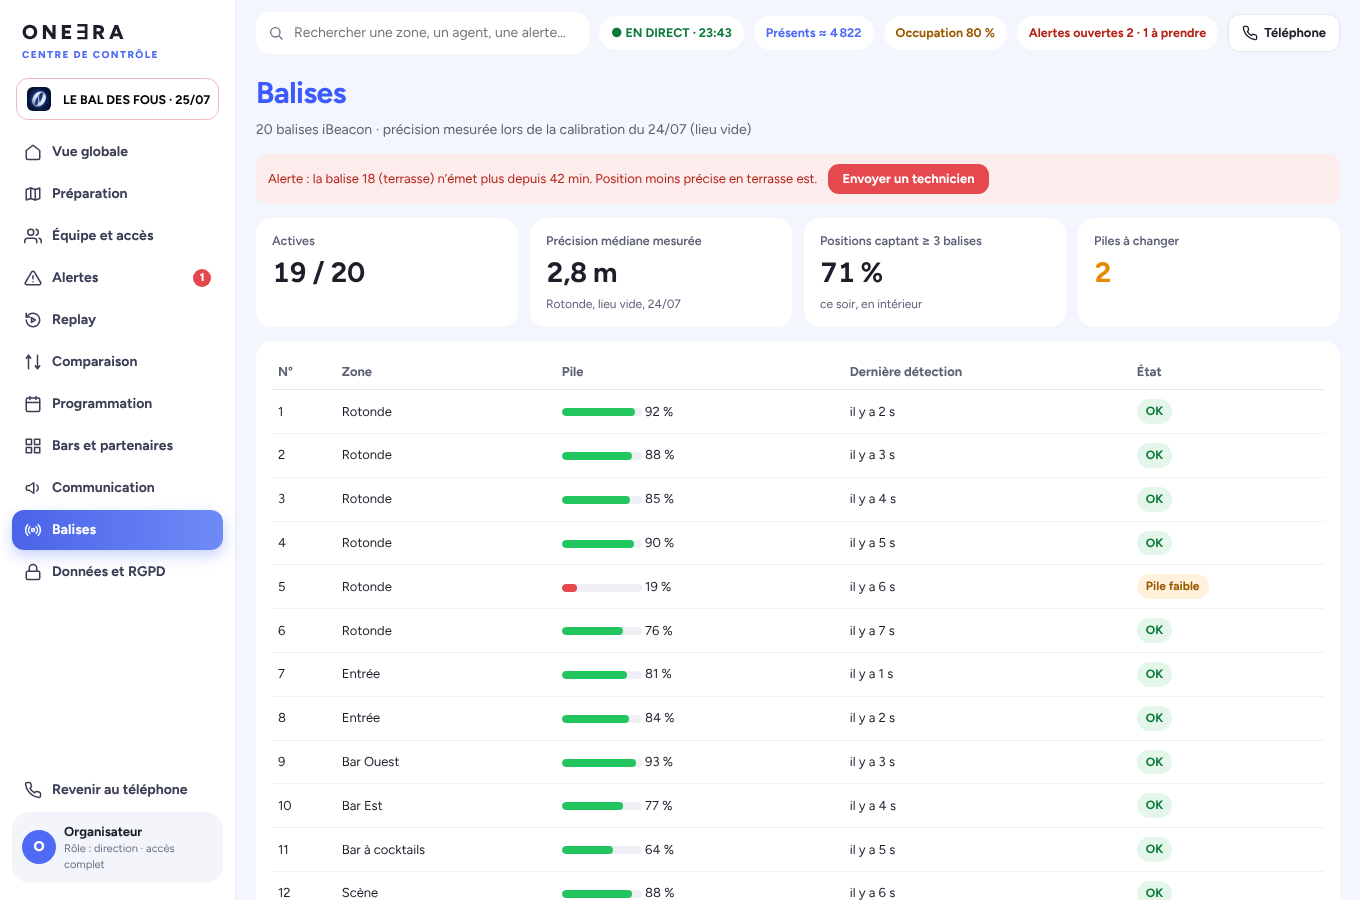 ONEƎRA
CENTRE DE CONTRÔLE
LE BAL DES FOUS · 25/07
Vue globale
Préparation
Équipe et accès
Alertes 1
Replay
Comparaison
Programmation
Bars et partenaires
Communication
Balises
Données et RGPD
Revenir au téléphone
O
Organisateur
Rôle : direction · accès
complet
Rechercher une zone, un agent, une alerte…
EN DIRECT · 23:43
Présents ≈ 4 822
Occupation 80 %
Alertes ouvertes 2 · 1 à prendre
Téléphone
Balises
20 balises iBeacon · précision mesurée lors de la calibration du 24/07 (lieu vide)
Alerte : la balise 18 (terrasse) n’émet plus depuis 42 min. Position moins précise en terrasse est. Envoyer un technicien
Actives
19 / 20
Précision médiane mesurée
2,8 m
Rotonde, lieu vide, 24/07
Positions captant ≥ 3 balises
71 %
ce soir, en intérieur
Piles à changer
2
N° Zone Pile Dernière détection État
1 Rotonde 92 % il y a 2 s OK
2 Rotonde 88 % il y a 3 s OK
3 Rotonde 85 % il y a 4 s OK
4 Rotonde 90 % il y a 5 s OK
5 Rotonde 19 % il y a 6 s Pile faible
6 Rotonde 76 % il y a 7 s OK
7 Entrée 81 % il y a 1 s OK
8 Entrée 84 % il y a 2 s OK
9 Bar Ouest 93 % il y a 3 s OK
10 Bar Est 77 % il y a 4 s OK
11 Bar à cocktails 64 % il y a 5 s OK
12 Scène 88 % il y a 6 s OK